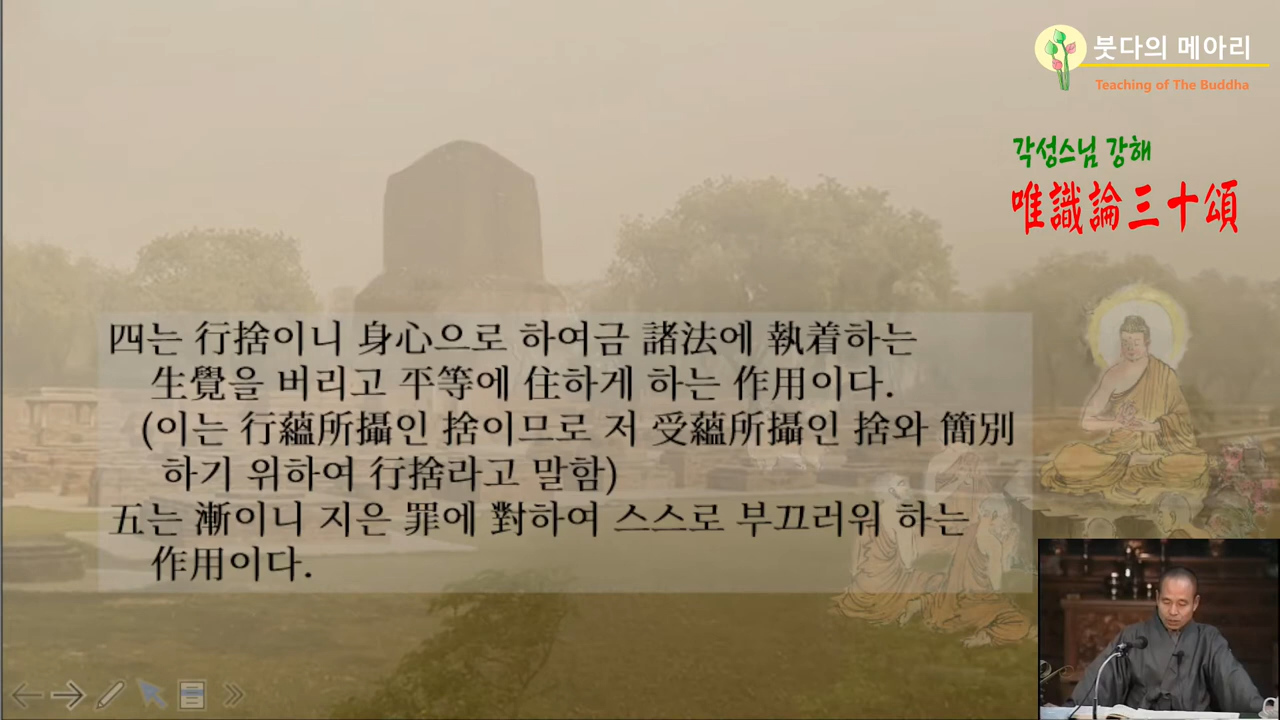 붓다의 메아리
Teaching of The Buddha
각성스님 강해
唯識論三十頌
四는 行捨이니 身心으로 하여금 諸法에 執着하는
生覺을 버리고 平等에 住하게 하는 作用이다.
(이는 行蘊所攝인 捨이므로 저 受蘊所攝인 捨와 簡別
하기 위하여 行捨라고 말함)
五는 漸이니 지은 罪에 對하여 스스로 부끄러워 하는
作用이다.